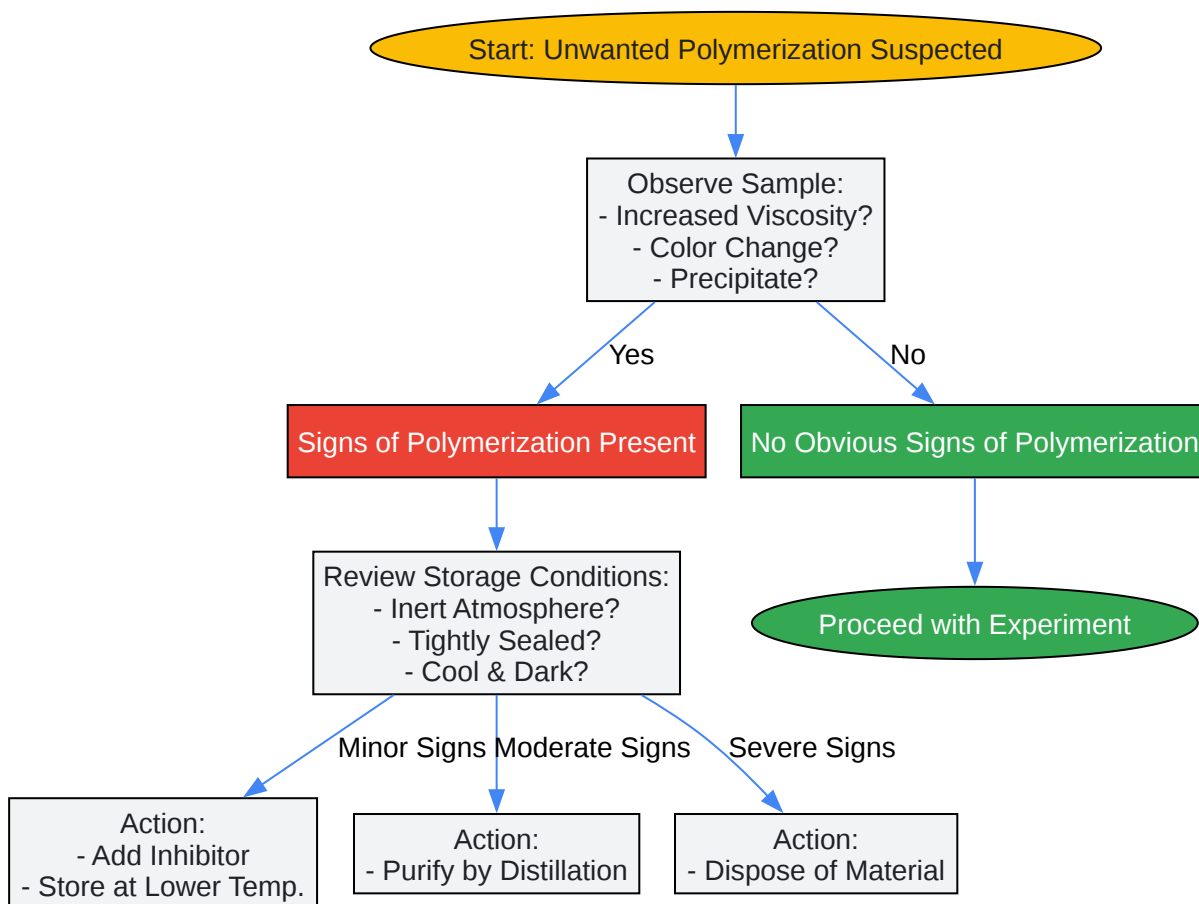 Start: Unwanted Polymerization Suspected
Observe Sample:
- Increased Viscosity?
- Color Change?
- Precipitate?
Yes
No
Signs of Polymerization Present
No Obvious Signs of Polymerization
Review Storage Conditions:
- Inert Atmosphere?
- Tightly Sealed?
- Cool & Dark?
Proceed with Experiment
Minor Signs
Moderate Signs
Severe Signs
Action:
- Add Inhibitor
- Store at Lower Temp.
Action:
- Purify by Distillation
Action:
- Dispose of Material